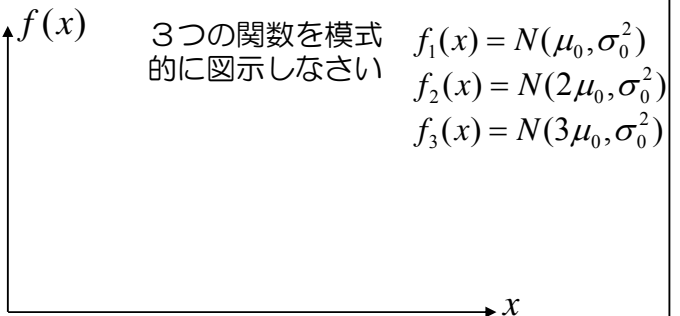 f(x)
３つの関数を模式
的に図示しなさい
f₁(x) = N(μ₀, σ₀²)
f₂(x) = N(2μ₀, σ₀²)
f₃(x) = N(3μ₀, σ₀²)
x